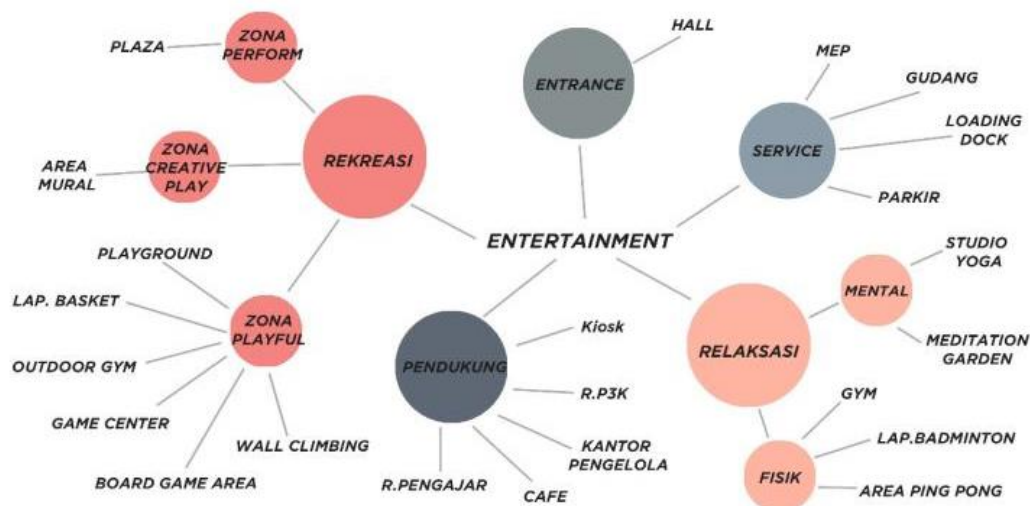 PLAZA
ZONA
PERFORM
HALL
ENTRANCE
MEP
GUDANG
LOADING
DOCK
SERVICE
PARKIR
AREA
MURAL
ZONA
CREATIVE
PLAY
REKREASI
ENTERTAINMENT
PLAYGROUND
LAP. BASKET
OUTDOOR GYM
GAME CENTER
BOARD GAME AREA
WALL CLIMBING
ZONA
PLAYFUL
PENDUKUNG
Kiosk
R.P3K
KANTOR
PENGELOLA
CAFE
R.PENGAJAR
RELAKSASI
MENTAL
STUDIO
YOGA
MEDITATION
GARDEN
FISIK
GYM
LAP.BADMINTON
AREA PING PONG